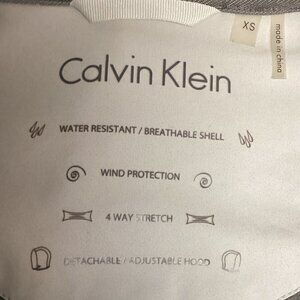 XS
made in china
Calvin Klein
WATER RESISTANT / BREATHABLE SHELL
WIND PROTECTION
4 WAY STRETCH
DETACHABLE / ADJUSTABLE HOOD